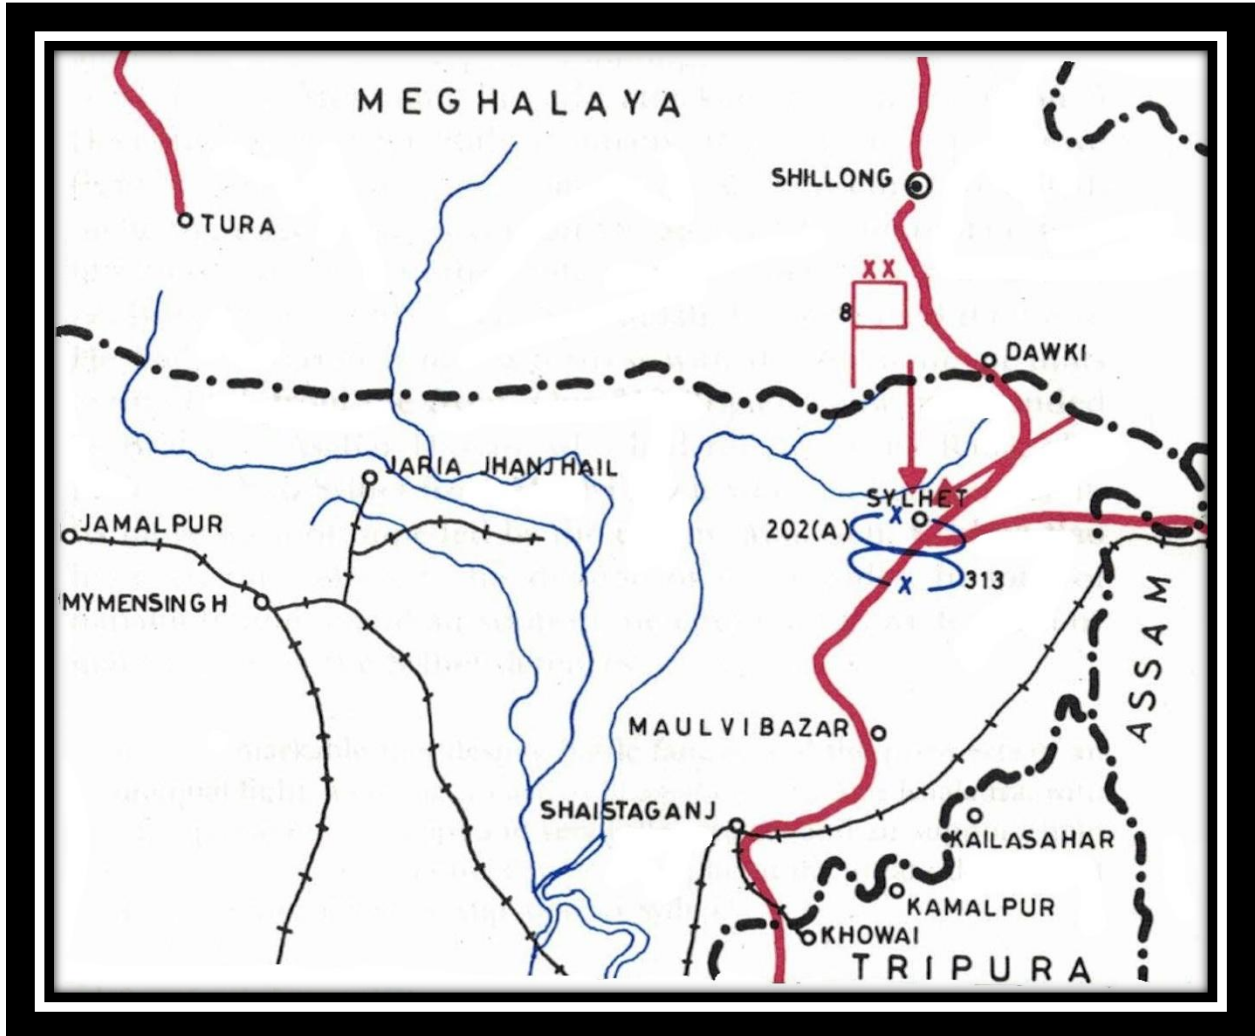 MEGHALAYA
SHILLONG
TURA
XX
8
DAWKI
JARIA JHANJHAIL
SYLHET
JAMALPUR
X
202(A)
MYMENSINGH
X
313
ASSAM
MAULVIBAZAR
SHAISTAGANJ
KAILASAHAR
KAMALPUR
KHOWAI
TRIPURA